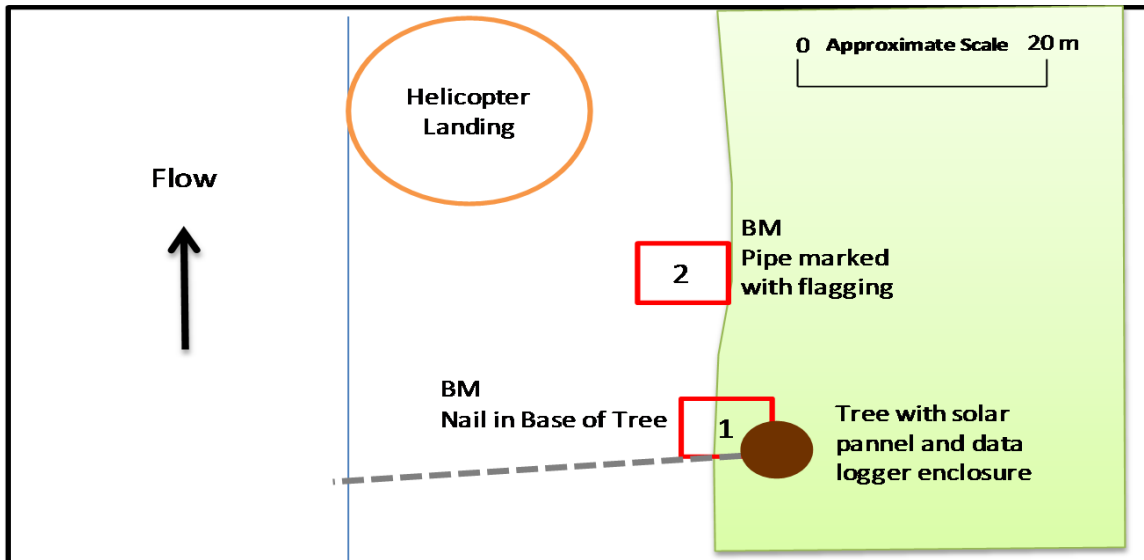 0 Approximate Scale 20 m
Helicopter
Landing
Flow
BM
Pipe marked
with flagging
2
BM
Nail in Base of Tree
1
Tree with solar
pannel and data
logger enclosure